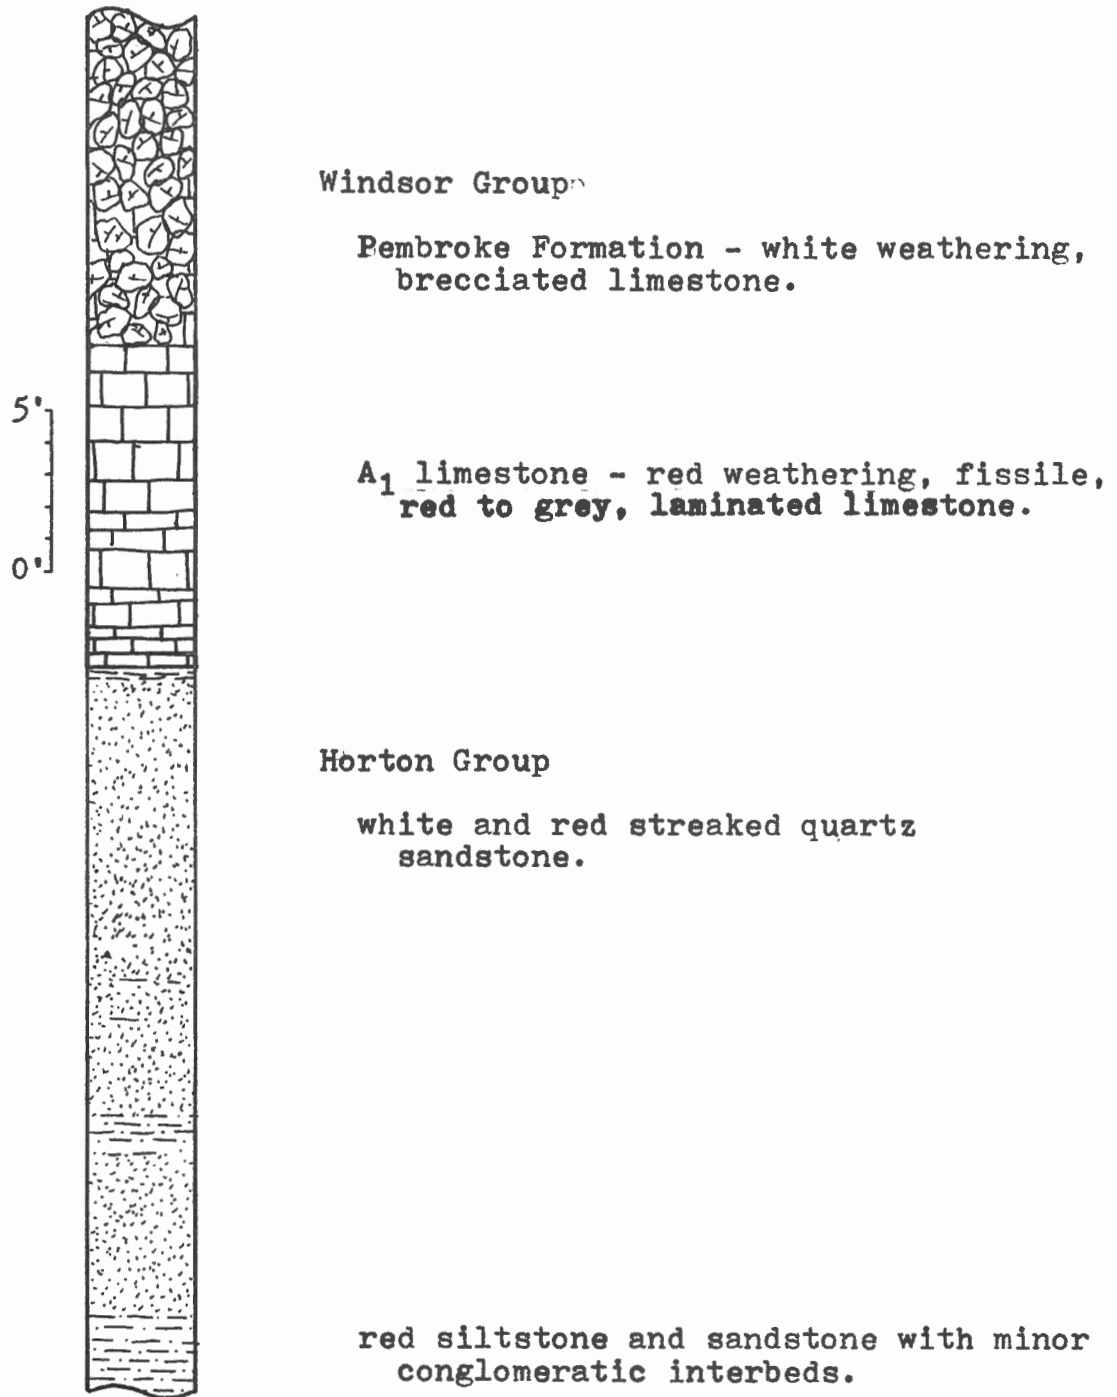 Windsor Group
Pembroke Formation - white weathering,
brecciated limestone.
5'
A₁ limestone - red weathering, fissile,
red to grey, laminated limestone.
0'
Horton Group
white and red streaked quartz
sandstone.
red siltstone and sandstone with minor
conglomeratic interbeds.